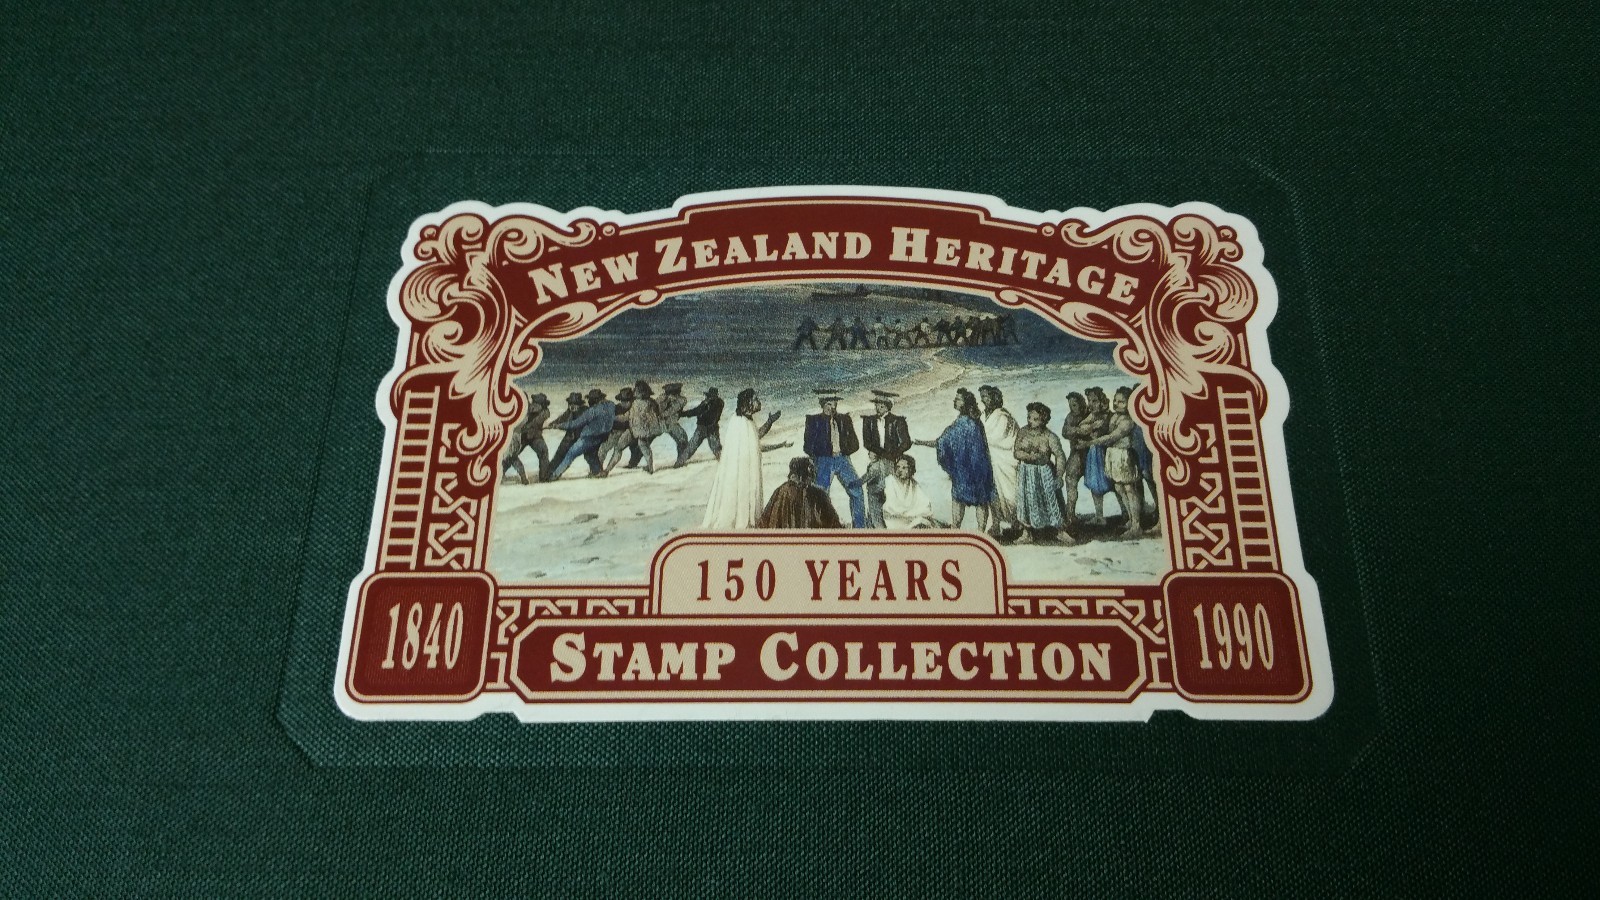 New Zealand Heritage
150 YEARS
1840
Stamp Collection
1990